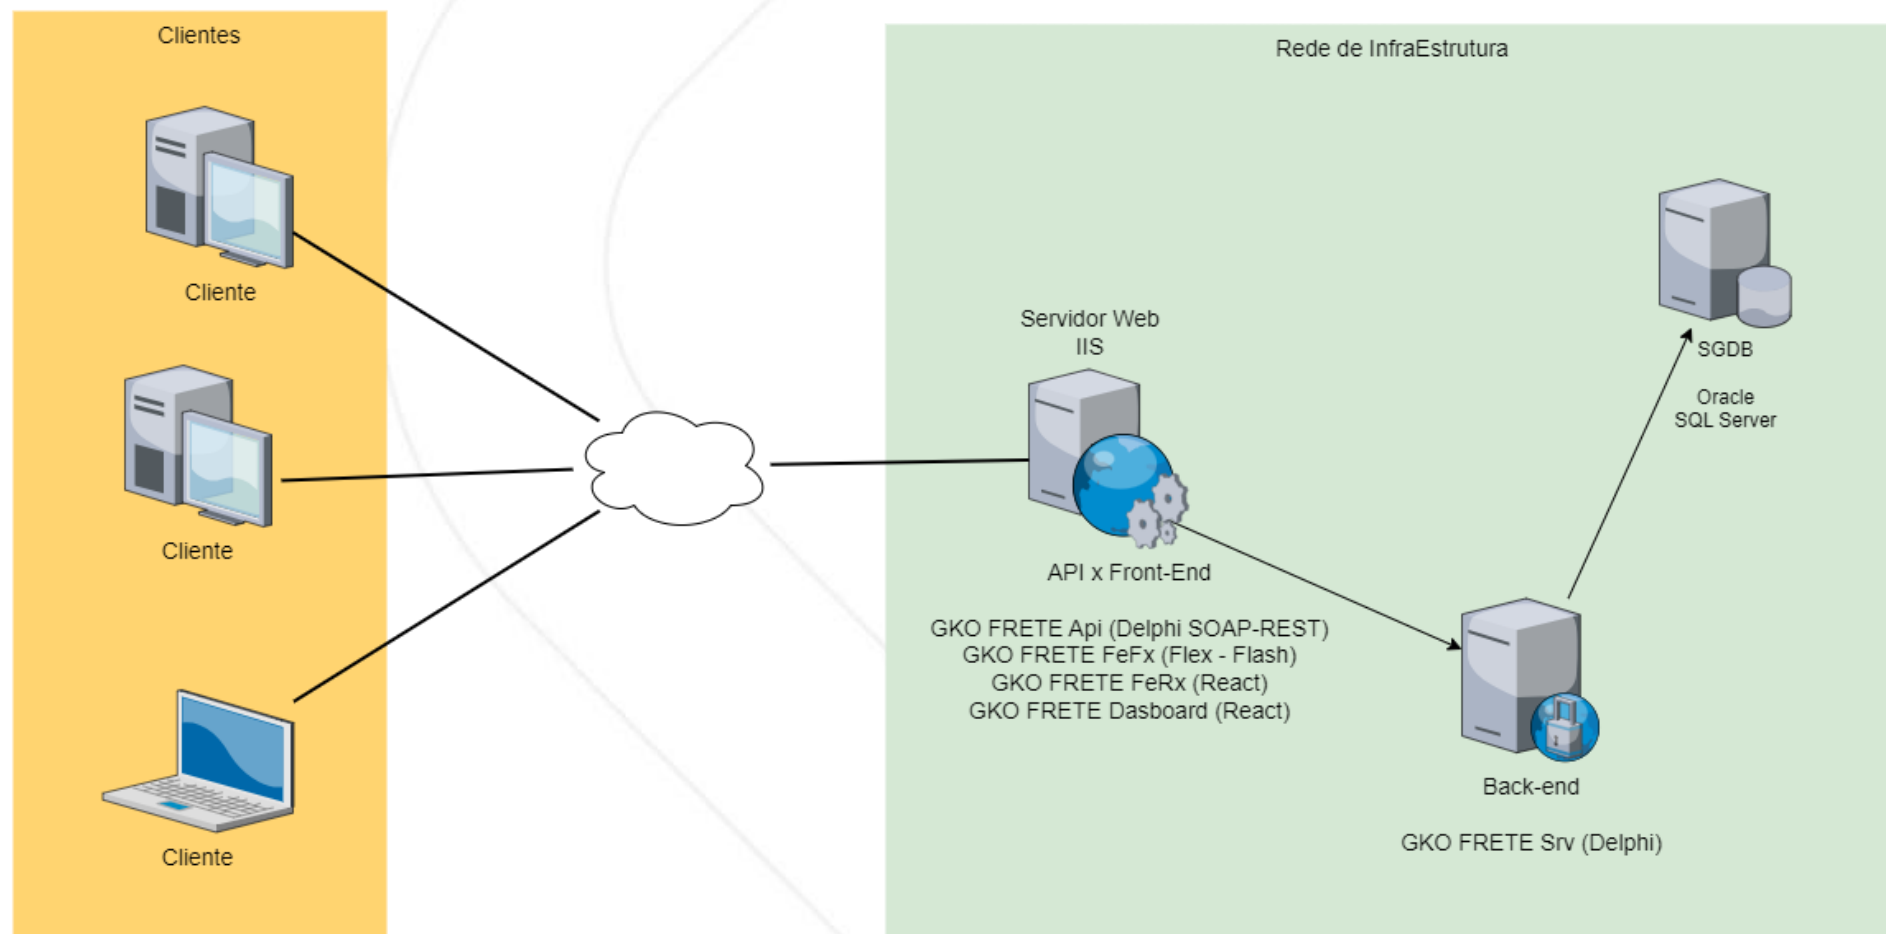 Clientes
Cliente
Cliente
Cliente
Rede de InfraEstrutura
Servidor Web
IIS
API x Front-End
GKO FRETE Api (Delphi SOAP-REST)
GKO FRETE FeFx (Flex - Flash)
GKO FRETE FeRx (React)
GKO FRETE Dasboard (React)
SGDB
Oracle
SQL Server
Back-end
GKO FRETE Srv (Delphi)